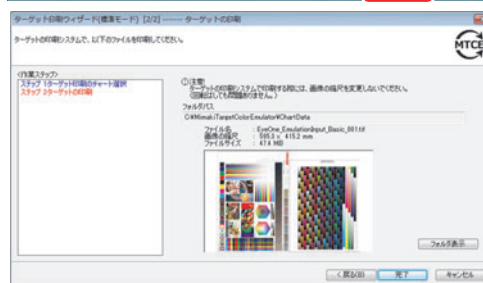 ターゲット印刷ウィザード(標準モード) [2/2] ------ ターゲットの印刷
ターゲットの印刷システムで、以下のファイルを印刷してください。
MTCE
作業ステップ
ステップ 1ターゲット印刷のチャート選択
ステップ 2ターゲットの印刷
①注意
ターゲットの印刷システムで印刷する際には、画像の縮尺を変更しないでください。
(回転はしても問題ありません。)
フォルダパス
C:¥MimakiTargetColorEmulator¥ChartData
ファイル名 : EyeOne_EmulationInput_Basic_001.tif
画像の縮尺 : x 415.2 mm
ファイルサイズ : 47.4 MB
フォルダ表示
< 戻る(B)
完了
キャンセル